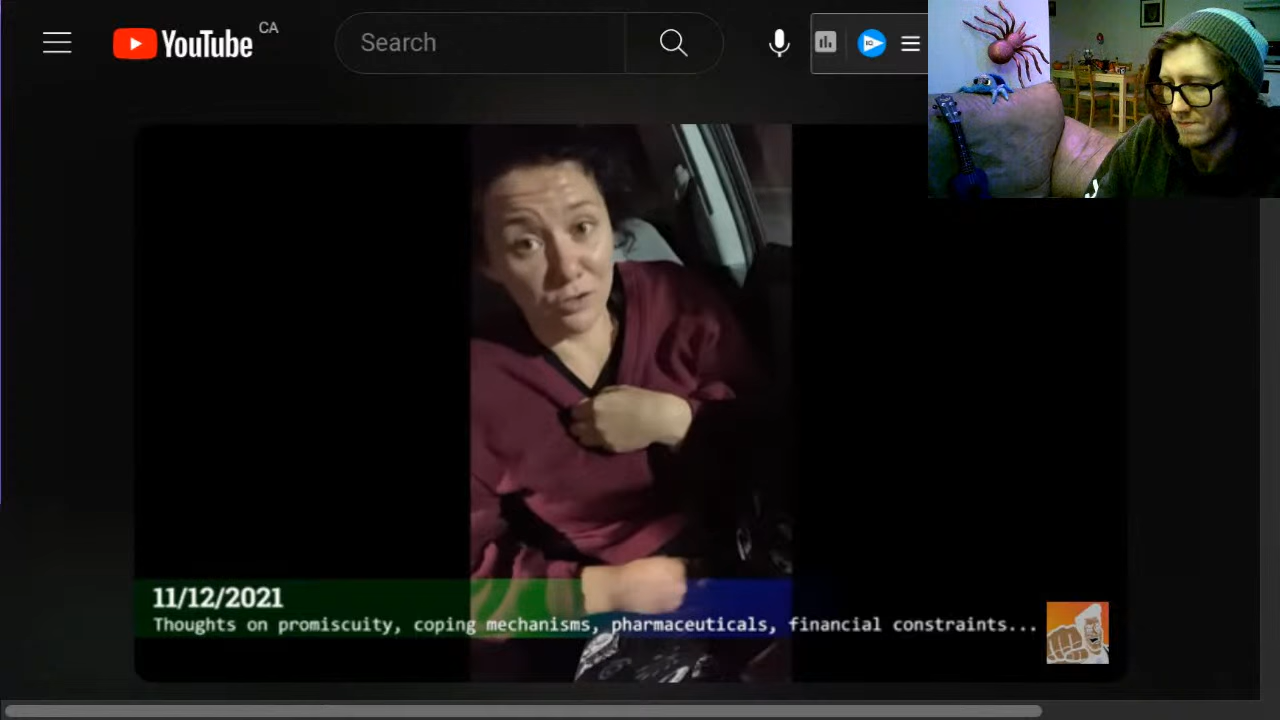 YouTube
CA
Search
11/12/2021
Thoughts on promiscuity, coping mechanisms, pharmaceuticals, financial constraints...